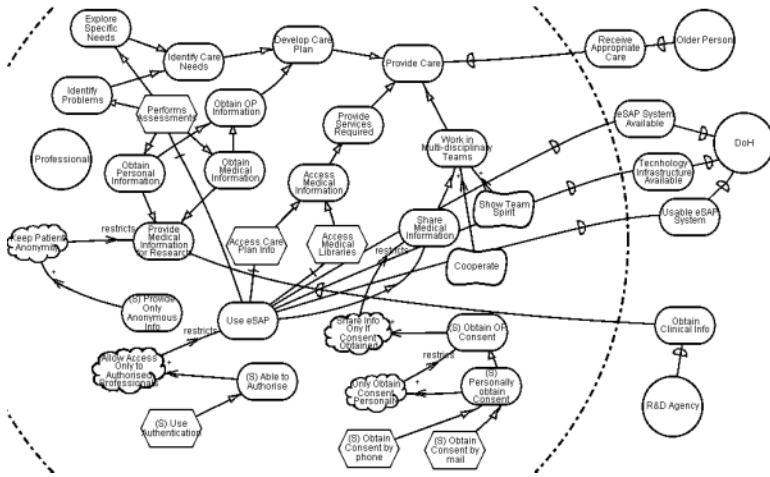 Explore
Specific
Needs
Identify Care
Needs
Develop Care
Plan
Provide Care
Receive
Appropriate
Care
Older Person
Identify
Problems
Performs
Assessments
Obtain OP
Information
Provide
Services
Required
eSAP System
Available
DoH
Professional
Obtain
Personal
Information
Obtain
Medical
Information
Access
Medical
Information
Work in
Multi-disciplinary
Teams
Tecnhology
Infrastructure
Available
Show Team
Spirit
Usable eSAP
System
Keep Patient
Anonymity
restricts
Provide
Medical
Information
for Research
Access Care
Plan Info
Access
Medical
Libraries
Share
Medical
Information
restricts
Cooperate
(S) Provide
Only
Anonymous
Info
restricts
Use eSAP
Share Info
Ony If
Consent
Obtained
(S) Obtain OP
Consent
Obtain
Clinical Info
Allow Access
Only to
Authorised
Professionals
(S) Able to
Authorise
restricts
Only Obtain
Consent
Personally
(S)
Personally
obtain
Consent
R&D Agency
(S) Use
Authentication
(S) Obtain
Consent by
phone
(S) Obtain
Consent by
mail